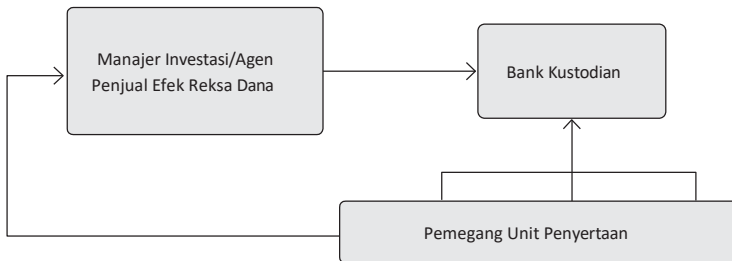 Manajer Investasi/Agen
Penjual Efek Reksa Dana
Bank Kustodian
Pemegang Unit Penyertaan